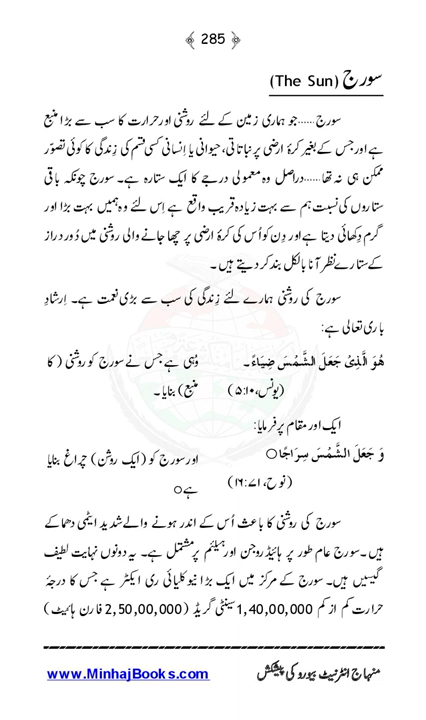 ﴾ 285 ﴿
سورج (The Sun)
سورج......جو ہماری زمین کے لئے روشنی اور حرارت کا سب سے بڑا منبع
ہے اور جس کے بغیر کرۂ ارضی پر نباتاتی، حیوانی یا اِنسانی کسی قسم کی زِندگی کا کوئی تصوّر
ممکن ہی نہ تھا......دراصل وہ معمولی درجے کا ایک ستارہ ہے۔ سورج چونکہ باقی
ستاروں کی نسبت ہم سے بہت زیادہ قریب واقع ہے اِس لئے وہ ہمیں بہت بڑا اور
گرم دِکھائی دیتا ہے اور دِن کو اُس کی کرۂ ارضی پر چھا جانے والی روشنی میں دُور دراز
کے ستارے نظر آنا بالکل بند کر دیتے ہیں۔
سورج کی روشنی ہمارے لئے زِندگی کی سب سے بڑی نعمت ہے۔ اِرشادِ
باری تعالی ہے:
هُوَ الَّذِىْ جَعَلَ الشَّمْسَ ضِيَاءً۔ وُہی ہے جس نے سورج کو روشنی (کا
(یونس، ۱۰:۵) منبع) بنایا۔
ایک اور مقام پر فرمایا:
وَ جَعَلَ الشَّمْسَ سِرَاجًا○ اور سورج کو (ایک روشن) چراغ بنایا
(نوح، ۷۱:۱۶) ہے○
سورج کی روشنی کا باعث اُس کے اندر ہونے والے شدید ایٹمی دھماکے
ہیں۔ سورج عام طور پر ہائیڈروجن اور ہیلئم پر مشتمل ہے۔ یہ دونوں نہایت لطیف
گیسیں ہیں۔ سورج کے مرکز میں ایک بڑا نیوکلیائی ری ایکٹر ہے جس کا درجۂ
حرارت کم از کم 1,40,00,000 سینٹی گریڈ (2,50,00,000 فارن ہائیٹ)
منہاج انٹرنیٹ بیورو کی پیشکش www.MinhajBooks.com